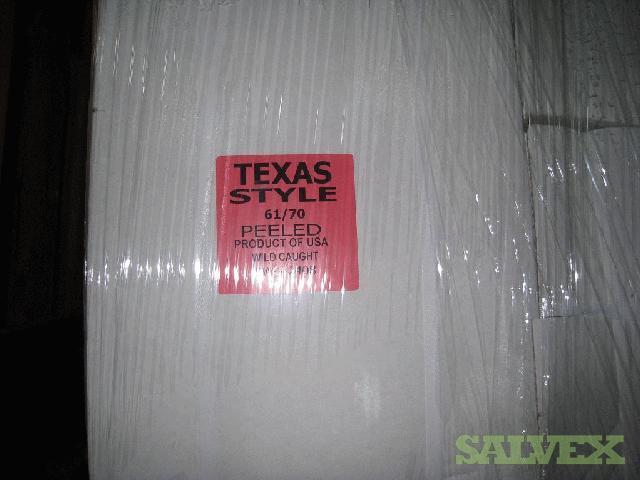 TEXAS
STYLE
61/70
PEELED
PRODUCT OF USA
WILD CAUGHT
SALVEX